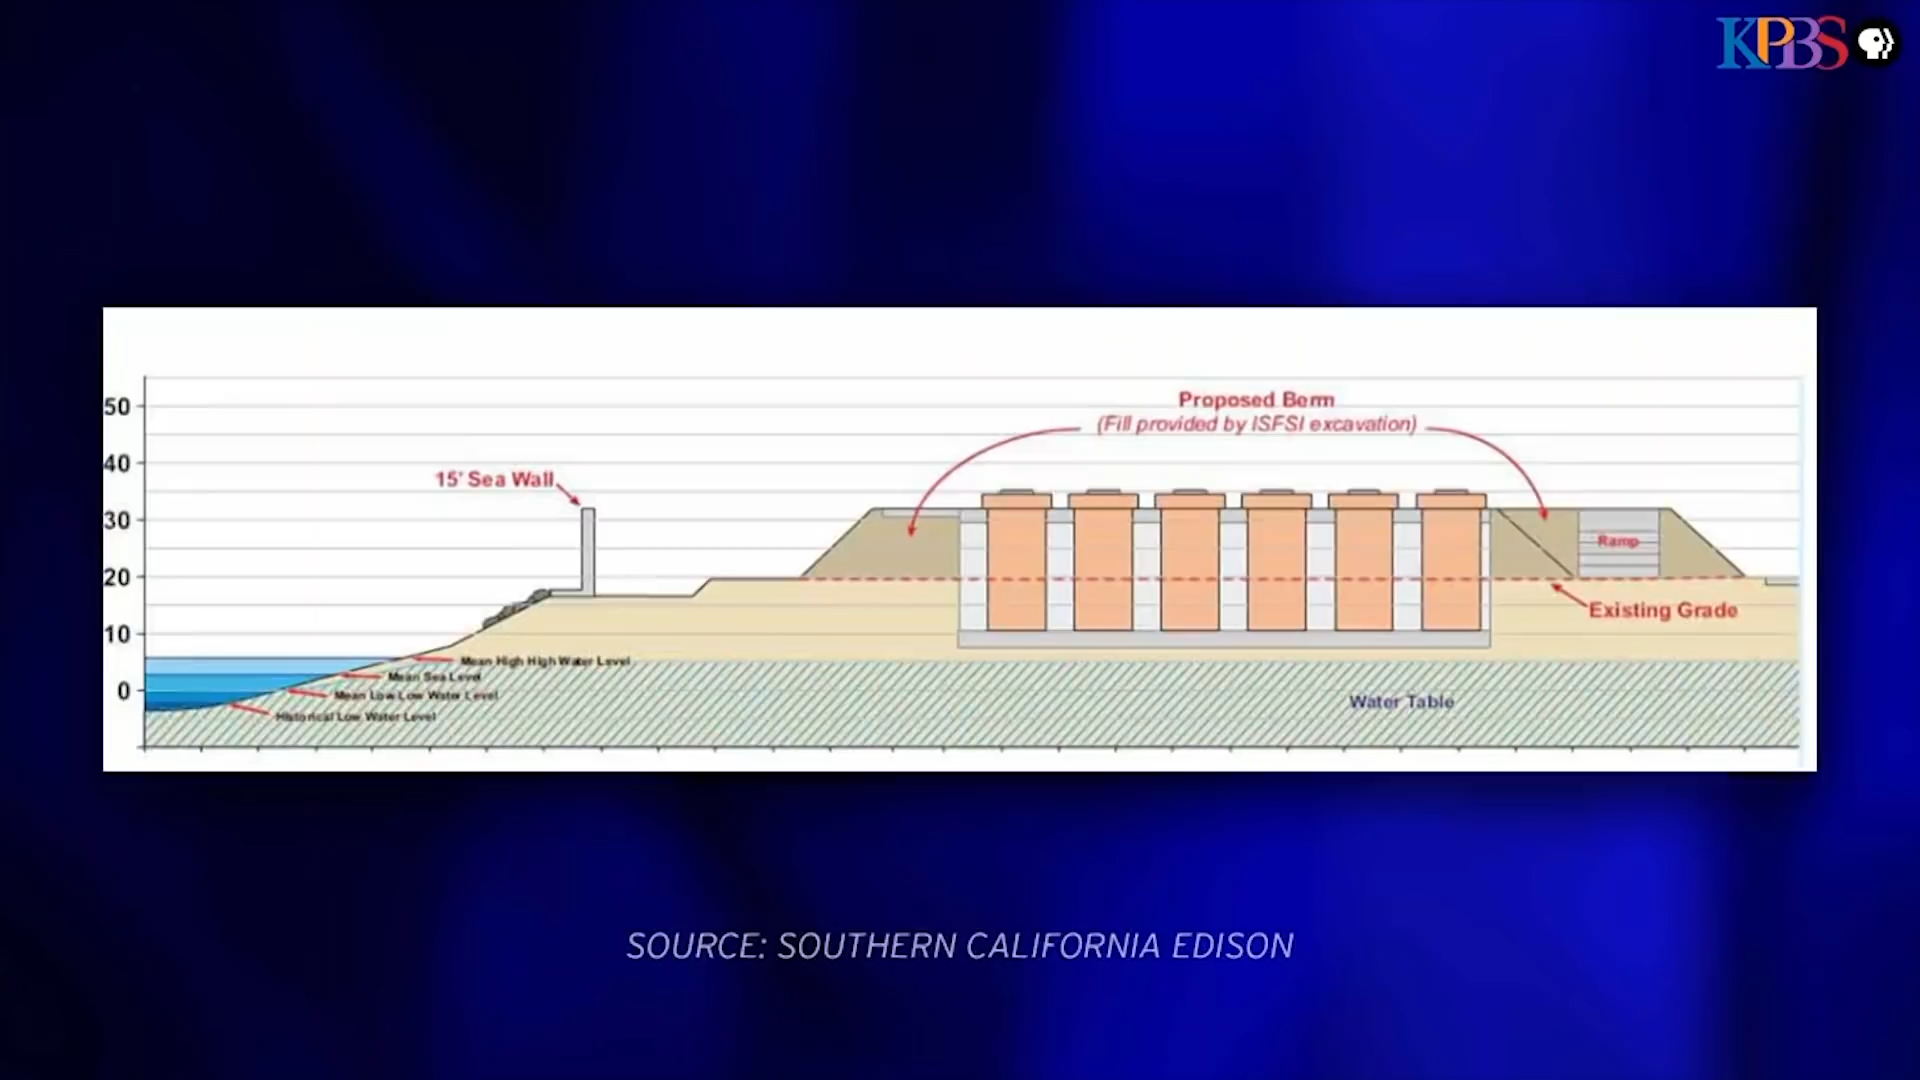 KPBS
50
40
30
20
10
0
Proposed Berm
(Fill provided by ISFSI excavation)
15' Sea Wall
Ramp
Existing Grade
Mean High High Water Level
Mean Sea Level
Mean Low Low Water Level
Historical Low Water Level
Water Table
SOURCE: SOUTHERN CALIFORNIA EDISON